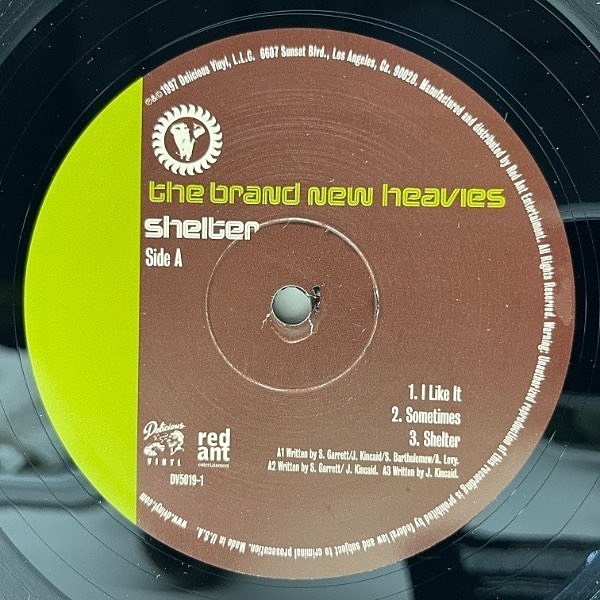 ℗&©1997 Delicious Vinyl, L.L.C. 6607 Sunset Blvd., Los Angeles, Ca. 90028. Manufactured and distributed by Red Ant Entertainment. All Rights Reserved. Warning: Unauthorized reproduction of this recording is prohibited by federal law and subject to criminal prosecution. Made in U.S.A. www.dvinyl.com
the brand new heavies
shelter
Side A
1. I Like It
2. Sometimes
3. Shelter
A1 Written by S. Garrett/J. Kincaid/S. Bartholomew/A. Levy.
A2 Written by S. Garrett/ J. Kincaid. A3 Written by J. Kincaid.
Delicious
VINYL
red
ant
entertainment
DV5019-1